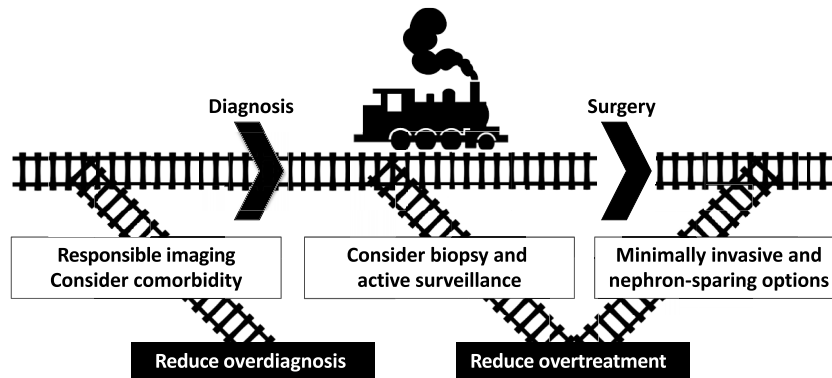 Diagnosis
Surgery
Responsible imaging
Consider comorbidity
Consider biopsy and
active surveillance
Minimally invasive and
nephron-sparing options
Reduce overdiagnosis
Reduce overtreatment